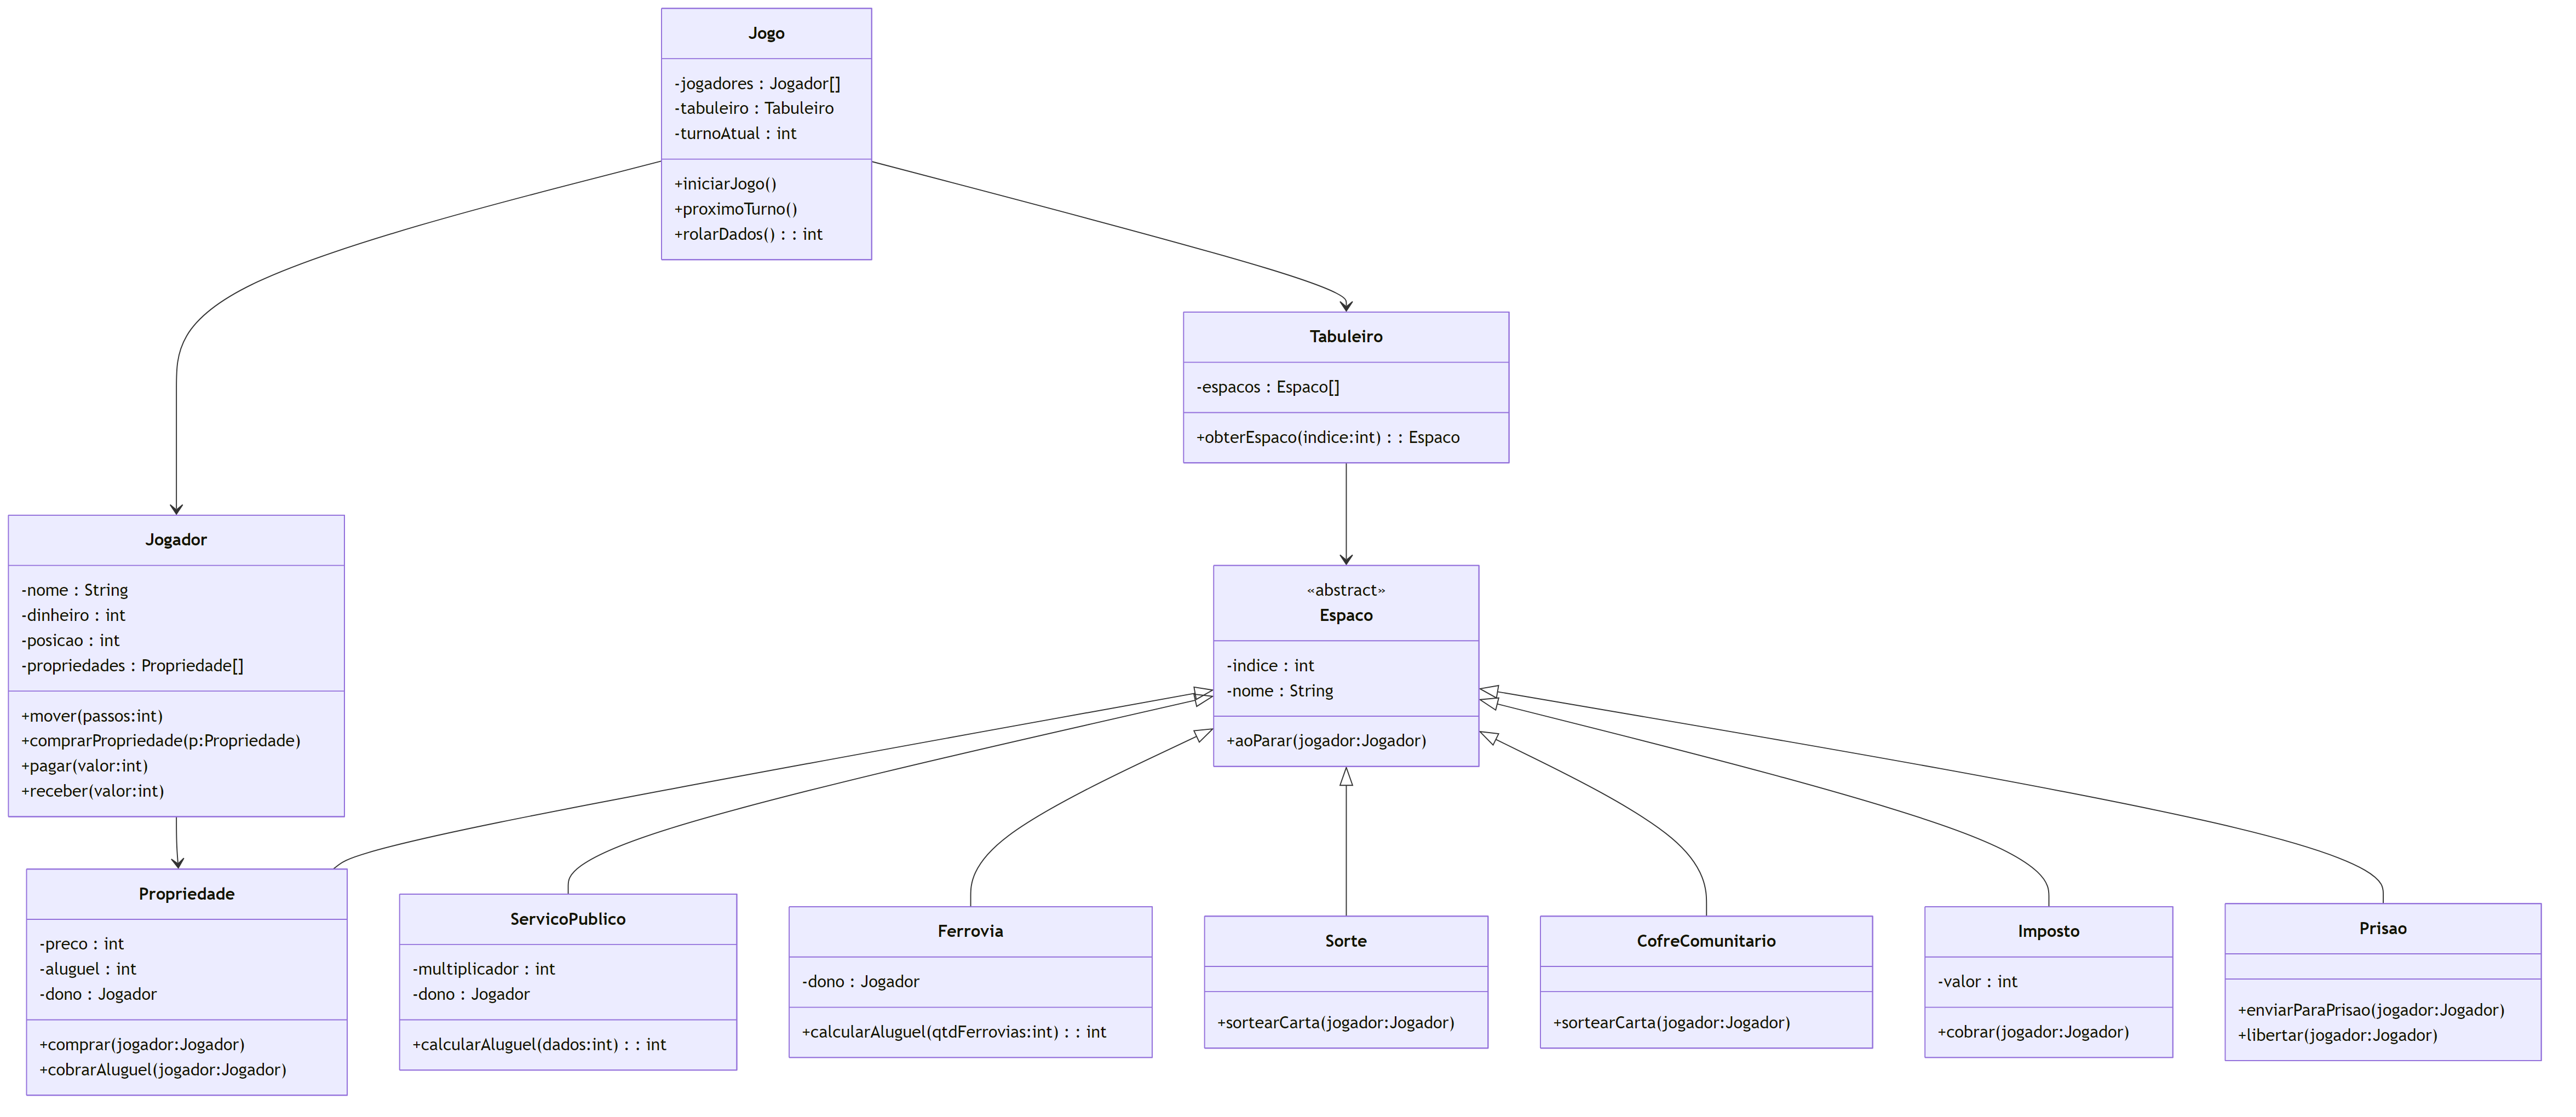 Jogo
-jogadores : Jogador[]
-tabuleiro : Tabuleiro
-turnoAtual : int
+iniciarJogo()
+proximoTurno()
+rolarDados() : : int
Tabuleiro
-espacos : Espaco[]
+obterEspaco(indice:int) : : Espaco
Jogador
-nome : String
-dinheiro : int
-posicao : int
-propriedades : Propriedade[]
+mover(passos:int)
+comprarPropriedade(p:Propriedade)
+pagar(valor:int)
+receber(valor:int)
«abstract»
Espaco
-indice : int
-nome : String
+aoParar(jogador:Jogador)
Propriedade
-preco : int
-aluguel : int
-dono : Jogador
+comprar(jogador:Jogador)
+cobrarAluguel(jogador:Jogador)
ServicoPublico
-multiplicador : int
-dono : Jogador
+calcularAluguel(dados:int) : : int
Ferrovia
-dono : Jogador
+calcularAluguel(qtdFerrovias:int) : : int
Sorte
+sortearCarta(jogador:Jogador)
CofreComunitario
+sortearCarta(jogador:Jogador)
Imposto
-valor : int
+cobrar(jogador:Jogador)
Prisao
+enviarParaPrisao(jogador:Jogador)
+libertar(jogador:Jogador)